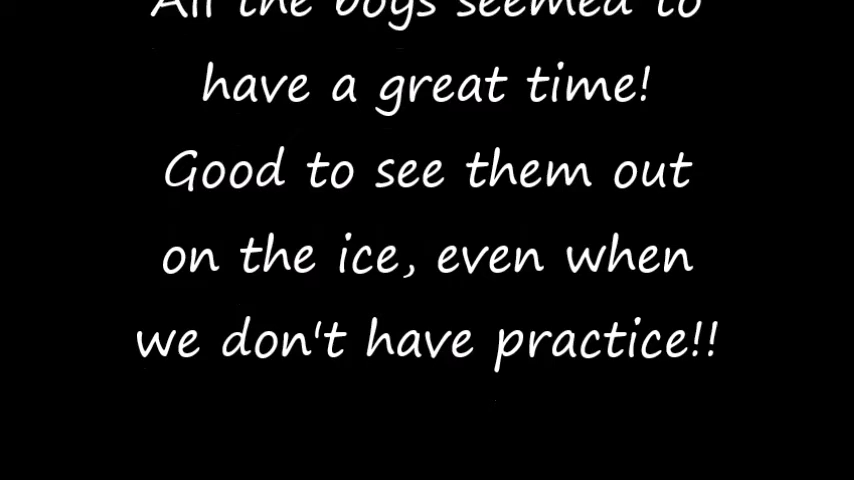 All the boys seemed to
have a great time!
Good to see them out
on the ice, even when
we don't have practice!!